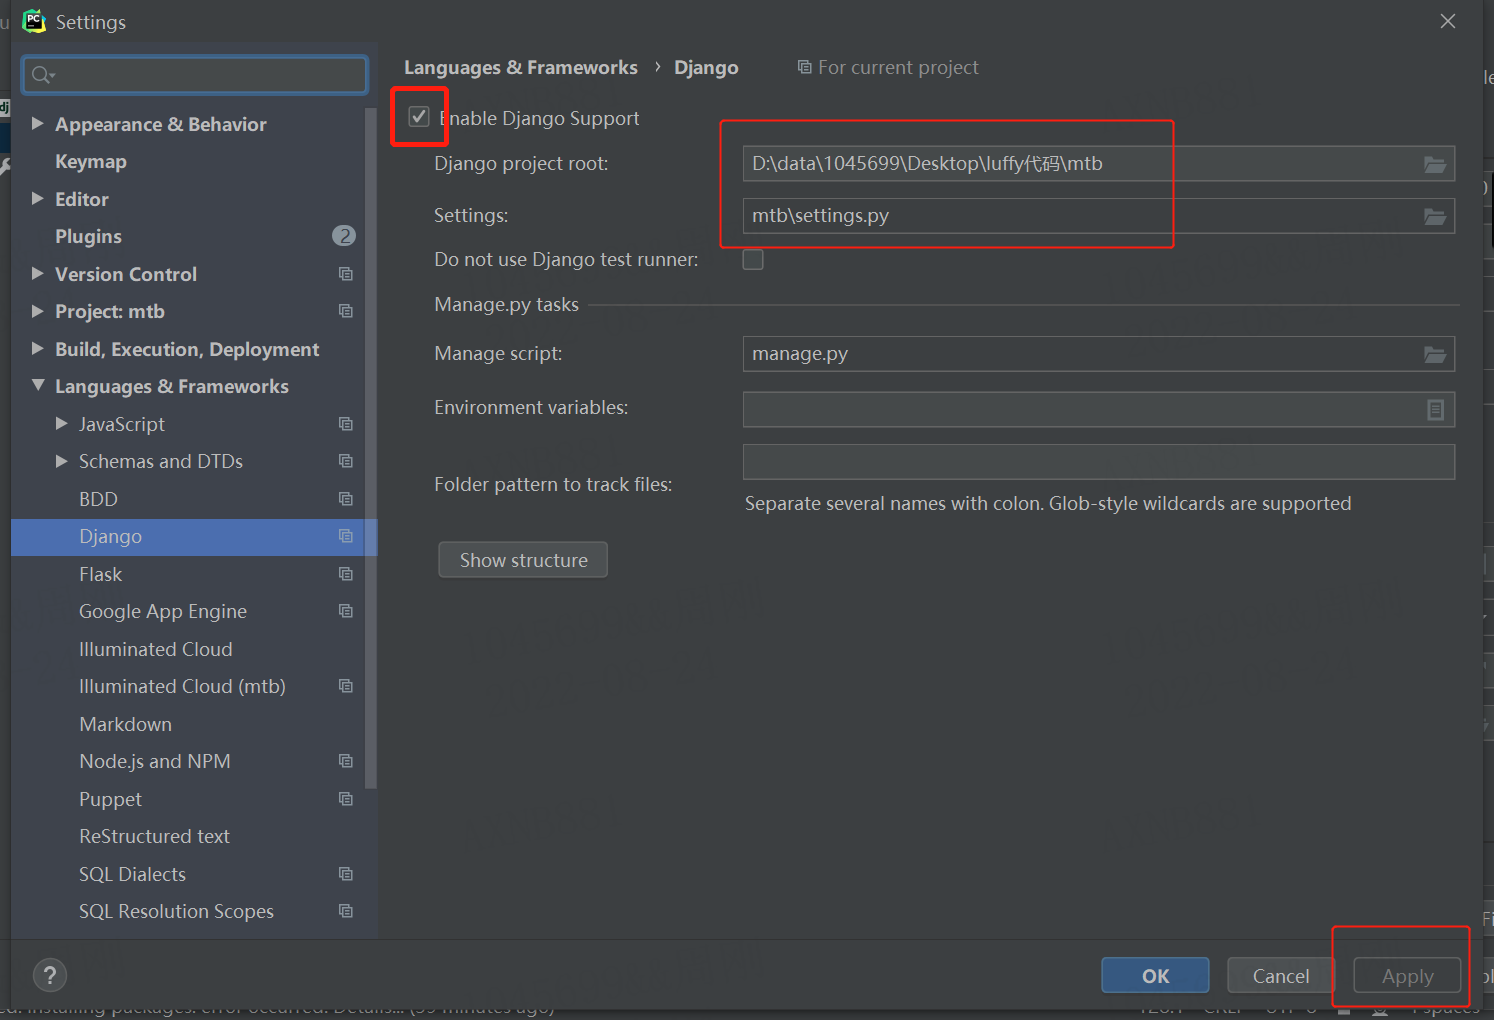 PC Settings
Languages & Frameworks › Django For current project
Appearance & Behavior
Keymap
Editor
Plugins 2
Version Control
Project: mtb
Build, Execution, Deployment
Languages & Frameworks
JavaScript
Schemas and DTDs
BDD
Django
Flask
Google App Engine
Illuminated Cloud
Illuminated Cloud (mtb)
Markdown
Node.js and NPM
Puppet
ReStructured text
SQL Dialects
SQL Resolution Scopes
Enable Django Support
Django project root: D:\data\1045699\Desktop\luffy代码\mtb
Settings: mtb\settings.py
Do not use Django test runner:
Manage.py tasks
Manage script: manage.py
Environment variables:
Folder pattern to track files:
Separate several names with colon. Glob-style wildcards are supported
Show structure
? OK Cancel Apply